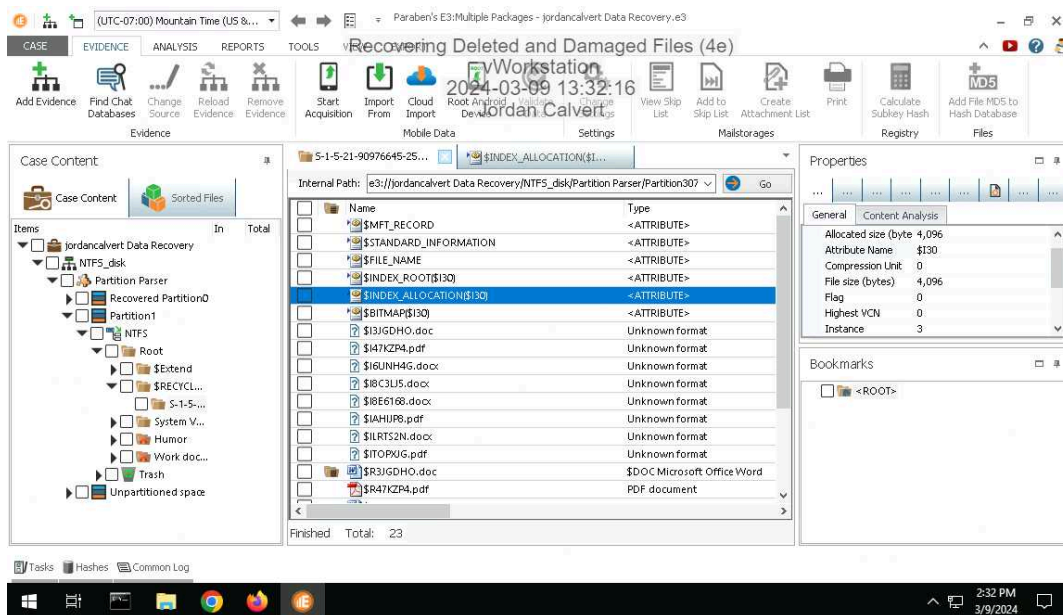 (UTC-07:00) Mountain Time (US &...
Paraben's E3:Multiple Packages - jordancalvert Data Recovery.e3
CASE EVIDENCE ANALYSIS REPORTS TOOLS
Recovering Deleted and Damaged Files (4e)
vWorkstation
2024-03-09 13:32:16
Jordan Calvert
Add Evidence
Find Chat Databases
Change Source
Reload Evidence
Remove Evidence
Start Acquisition
Import From
Cloud Import
Root Android Device
Change Settings
View Skip List
Add to Skip List
Create Attachment List
Print
Calculate Subkey Hash
MD5
Add File MD5 to Hash Database
Evidence Mobile Data Settings Mailstorages Registry Files
Case Content
Case Content Sorted Files
Items In Total
jordancalvert Data Recovery
NTFS_disk
Partition Parser
Recovered Partition0
Partition1
NTFS
Root
$Extend
$RECYCL...
S-1-5-...
System V...
Humor
Work doc...
Trash
Unpartitioned space
S-1-5-21-90976645-25... $INDEX_ALLOCATION($I...
Internal Path: e3://jordancalvert Data Recovery/NTFS_disk/Partition Parser/Partition307 Go
Name Type
$MFT_RECORD <ATTRIBUTE>
$STANDARD_INFORMATION <ATTRIBUTE>
$FILE_NAME <ATTRIBUTE>
$INDEX_ROOT($I30) <ATTRIBUTE>
$INDEX_ALLOCATION($I30) <ATTRIBUTE>
$BITMAP($I30) <ATTRIBUTE>
$I3JGDHO.doc Unknown format
$I47KZP4.pdf Unknown format
$I6UNH4G.docx Unknown format
$I8C3LJ5.docx Unknown format
$I8E6168.docx Unknown format
$IAHIJP8.pdf Unknown format
$ILRTS2N.docx Unknown format
$ITOPXJG.pdf Unknown format
$R3JGDHO.doc $DOC Microsoft Office Word
$R47KZP4.pdf PDF document
Finished Total: 23
Properties
... ... ... ... ... ... ...
General Content Analysis
Allocated size (byte 4,096
Attribute Name $I30
Compression Unit 0
File size (bytes) 4,096
Flag 0
Highest VCN 0
Instance 3
Bookmarks
<ROOT>
Tasks Hashes Common Log
2:32 PM
3/9/2024